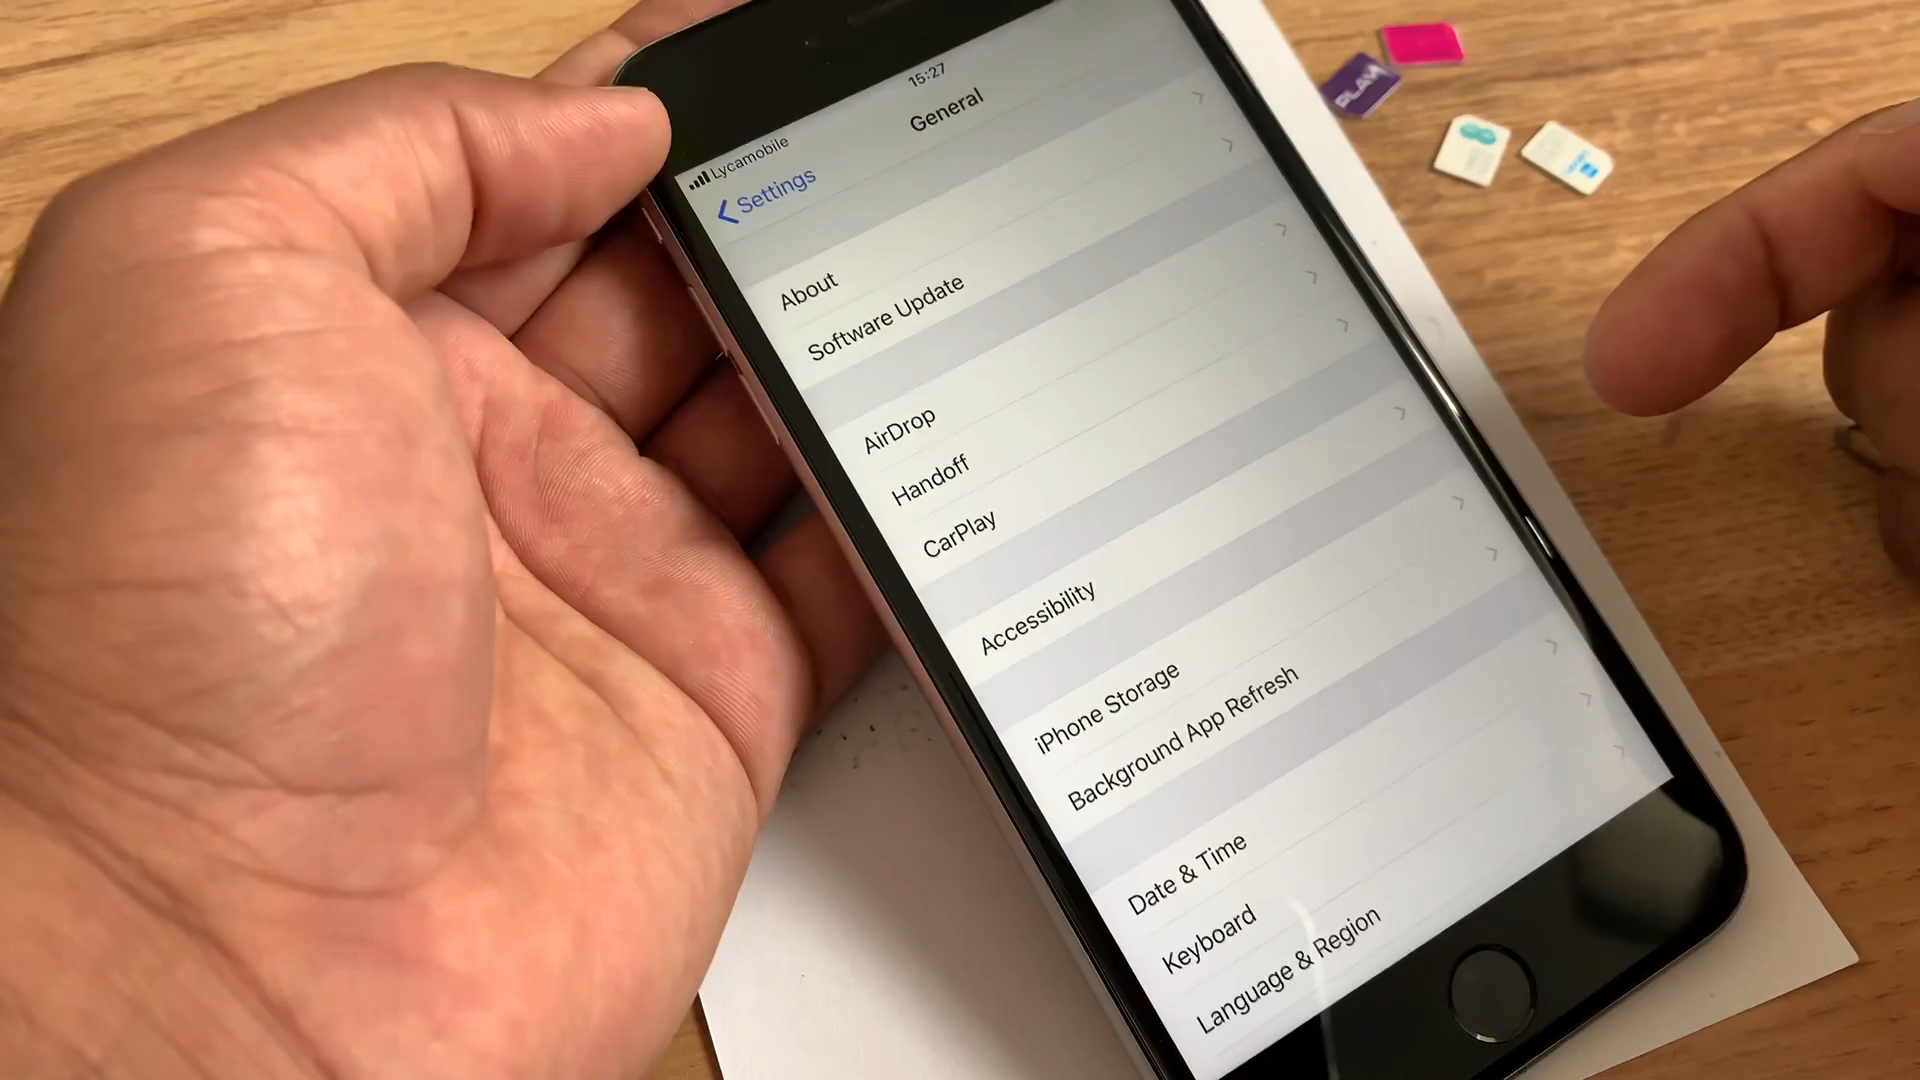 15:27
Lycamobile
General
Settings
About
Software Update
AirDrop
Handoff
CarPlay
Accessibility
iPhone Storage
Background App Refresh
Date & Time
Keyboard
Language & Region
PLAY